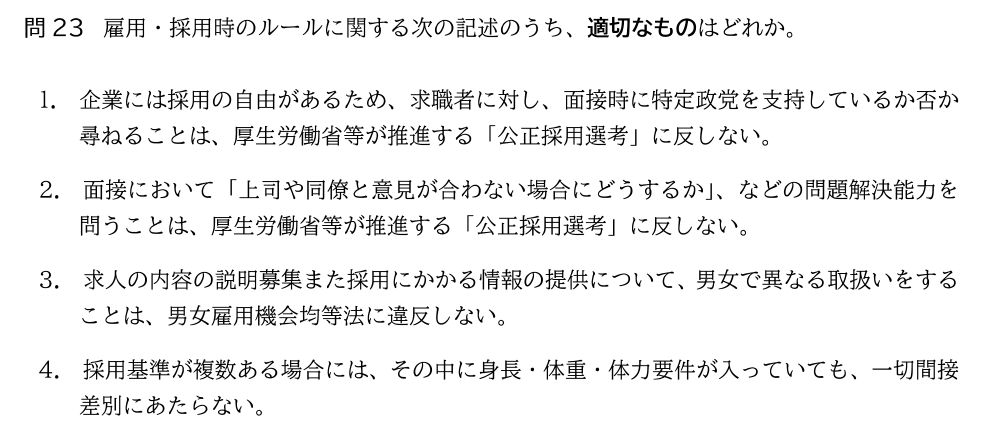 問 23 雇用・採用時のルールに関する次の記述のうち、適切なものはどれか。
1. 企業には採用の自由があるため、求職者に対し、面接時に特定政党を支持しているか否か
尋ねることは、厚生労働省等が推進する「公正採用選考」に反しない。
2. 面接において「上司や同僚と意見が合わない場合にどうするか」、などの問題解決能力を
問うことは、厚生労働省等が推進する「公正採用選考」に反しない。
3. 求人の内容の説明募集また採用にかかる情報の提供について、男女で異なる取扱いをする
ことは、男女雇用機会均等法に違反しない。
4. 採用基準が複数ある場合には、その中に身長・体重・体力要件が入っていても、一切間接
差別にあたらない。